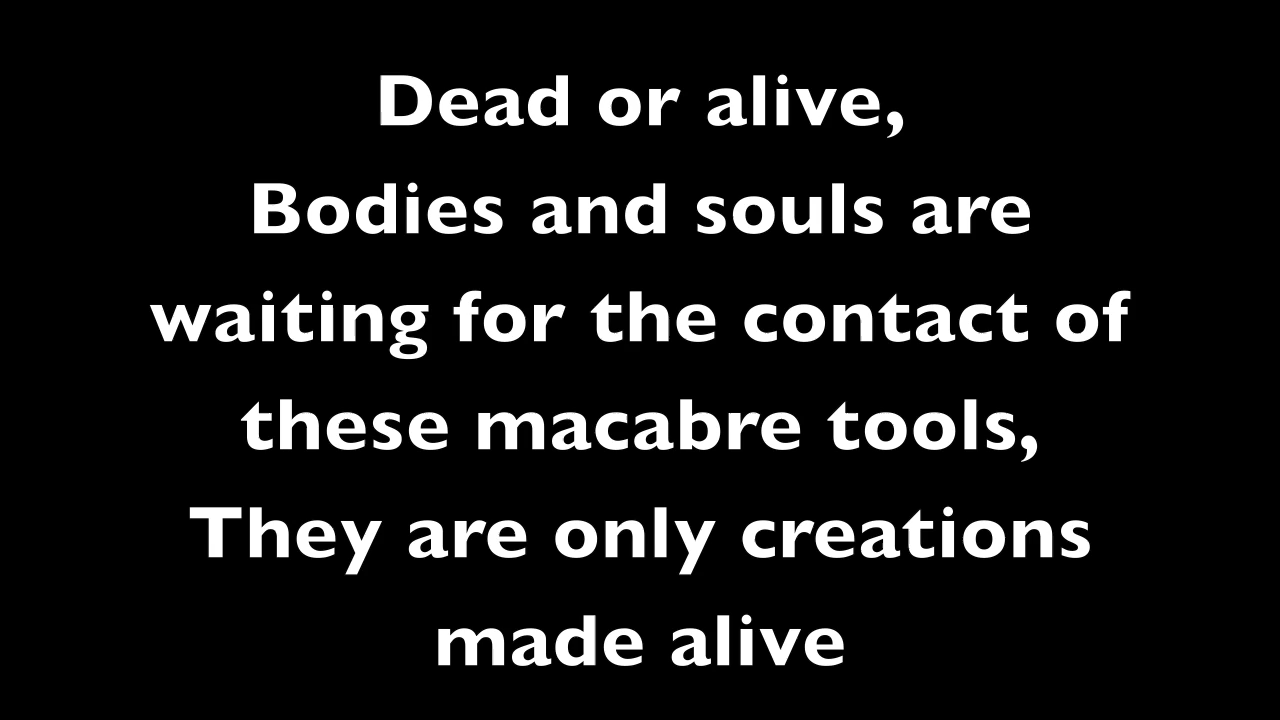 Dead or alive,
Bodies and souls are
waiting for the contact of
these macabre tools,
They are only creations
made alive